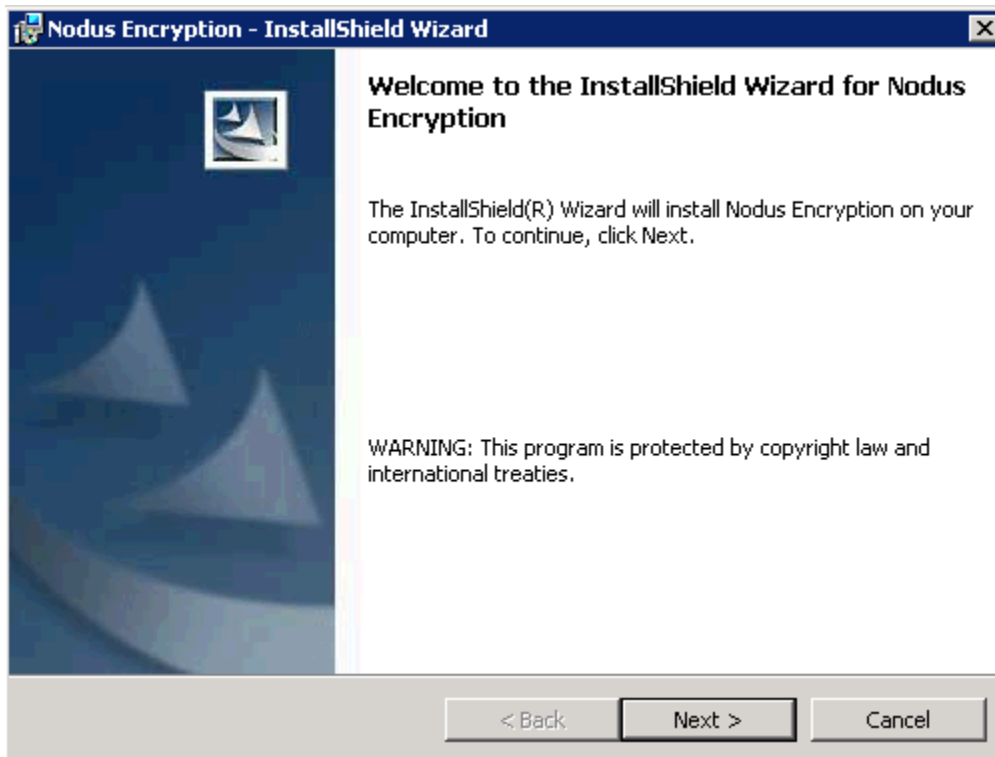 Nodus Encryption - InstallShield Wizard
Welcome to the InstallShield Wizard for Nodus
Encryption
The InstallShield(R) Wizard will install Nodus Encryption on your
computer. To continue, click Next.
WARNING: This program is protected by copyright law and
international treaties.
< Back
Next >
Cancel